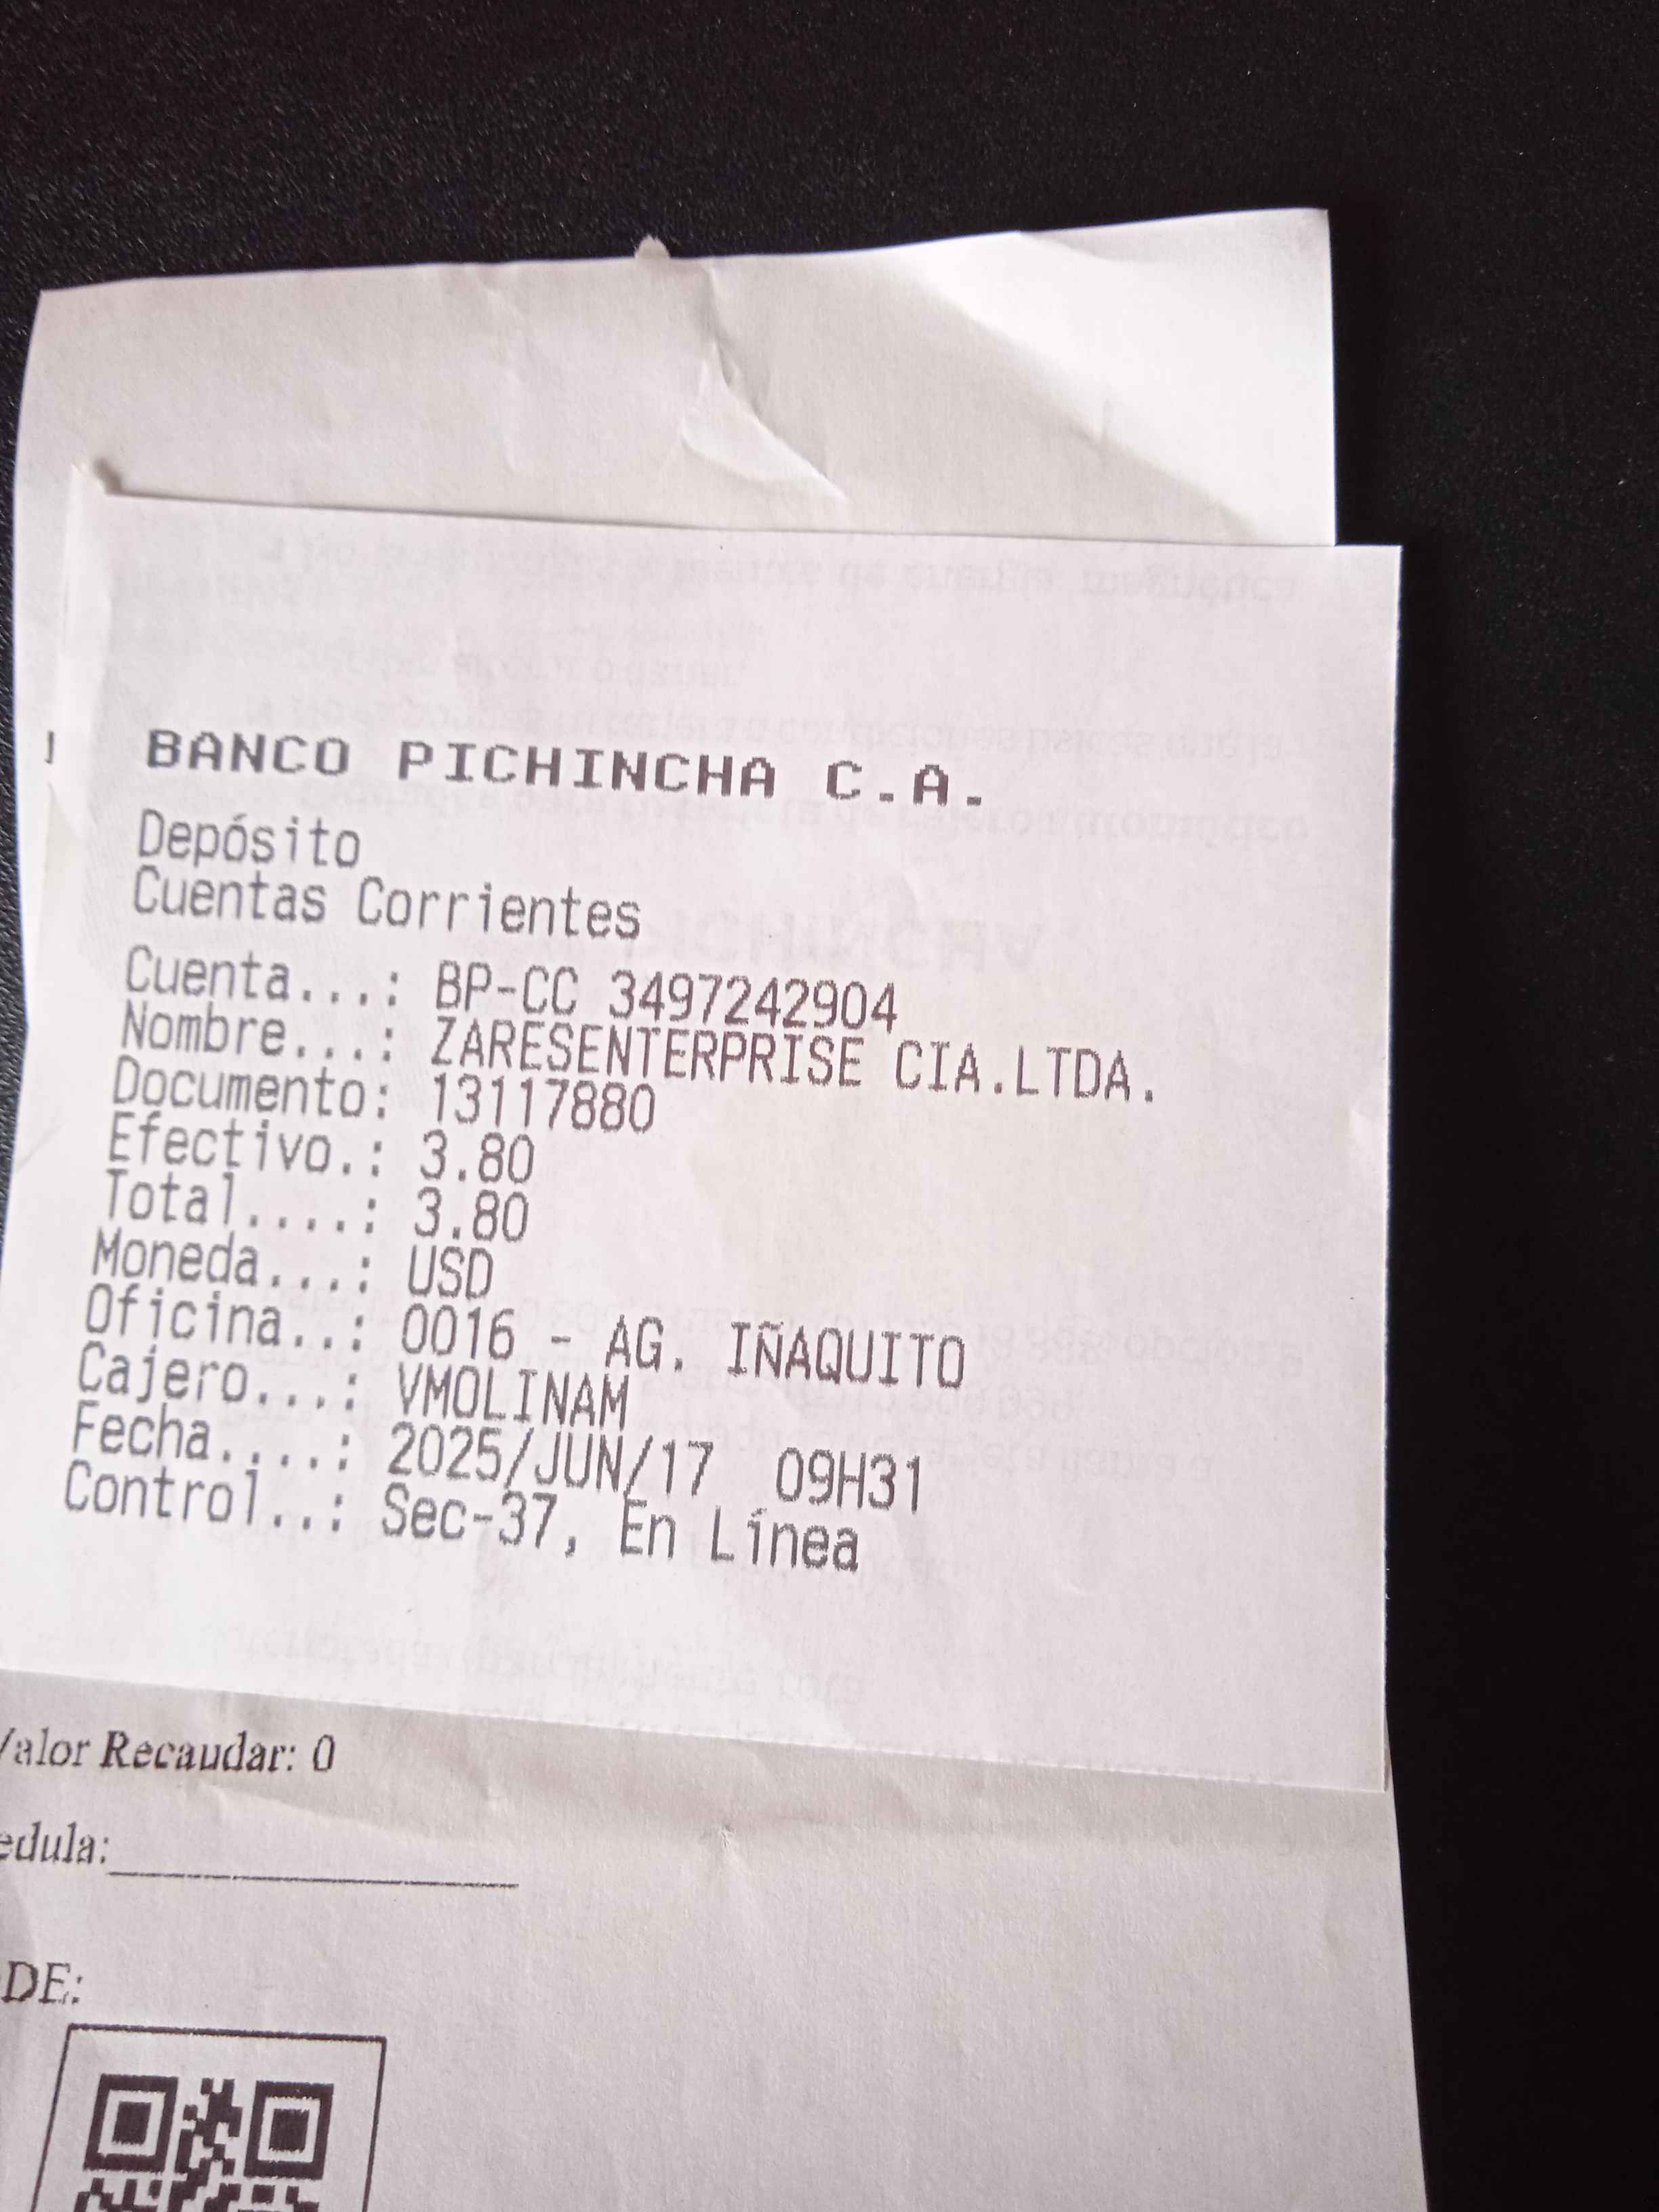 BANCO PICHINCHA C.A.
Depósito
Cuentas Corrientes
Cuenta...: BP-CC 3497242904
Nombre...: ZARESENTERPRISE CIA.LTDA.
Documento: 13117880
Efectivo.: 3.80
Total....: 3.80
Moneda...: USD
Oficina..: 0016 - AG. IÑAQUITO
Cajero...: VMOLINAM
Fecha....: 2025/JUN/17 09H31
Control..: Sec-37, En Línea
Valor Recaudar: 0
edula:
DE: